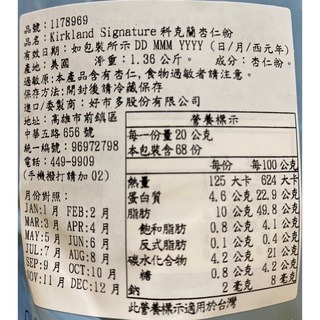 品號：1178969
品名：Kirkland Signature 科克蘭杏仁粉
有效日期：如包裝所示 DD MMM YYYY (日/月/西元年)
產地：美國 淨重：1.36 公斤. 成分：杏仁粉.
過敏原:本產品含有杏仁,食物過敏者請注意.
保存方法:開封後請冷藏保存
進口/委製商：好市多股份有限公司
地址：高雄市前鎮區
中華五路 656 號
統一編號：96972798
電話：449-9909
(手機撥打請加 02)
月份對照：
JAN:1月 FEB:2月
MAR:3月 APR:4月
MAY:5月 JUN:6月
JUL:7月 AUG:8月
SEP:9月 OCT:10月
NOV:11月 DEC:12月
營養標示
每一份量 20 公克
本包裝含 68 份
每份 每100公克
熱量 125 大卡 624 大卡
蛋白質 4.6 公克 22.9 公克
脂肪 10 公克 49.8 公克
飽和脂肪 0.8 公克 4.1 公克
反式脂肪 0.1 公克 0.4 公克
碳水化合物 4.2 公克 21 公克
糖 0.8 公克 4.2 公克
鈉 2 毫克 8 毫克
此營養標示適用於台灣